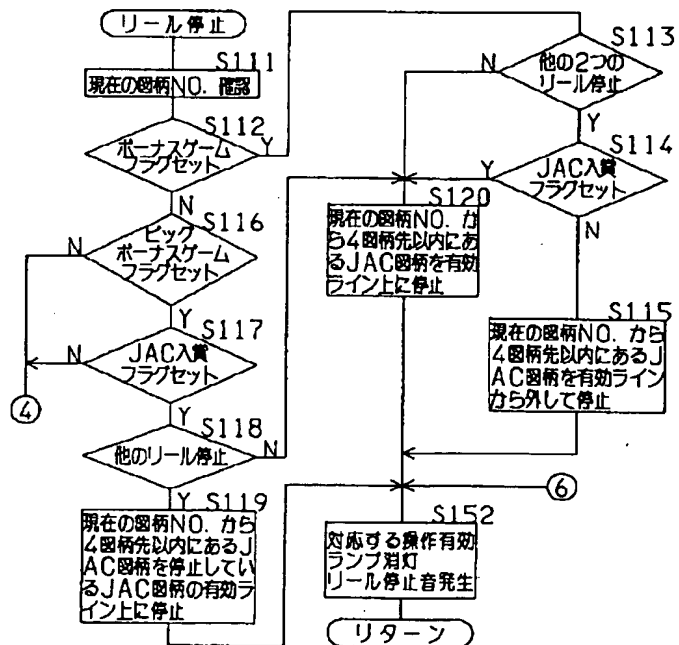 リール停止
S111
現在の図柄NO. 確認
S112
ボーナスゲーム
フラグセット
Y
N
S116
ビッグ
ボーナスゲーム
フラグセット
N
Y
S117
JAC入賞
フラグセット
N
Y
④
S118
他のリール停止
N
Y
S119
現在の図柄NO. から
4図柄先以内にあるJ
AC図柄を停止してい
るJAC図柄の有効ラ
イン上に停止
S113
他の2つの
リール停止
N
Y
S114
JAC入賞
フラグセット
Y
N
S120
現在の図柄NO. か
ら4図柄先以内にあ
るJAC図柄を有効
ライン上に停止
S115
現在の図柄NO. から
4図柄先以内にあるJ
AC図柄を有効ライン
から外して停止
⑥
S152
対応する操作有効
ランプ消灯
リール停止音発生
リターン